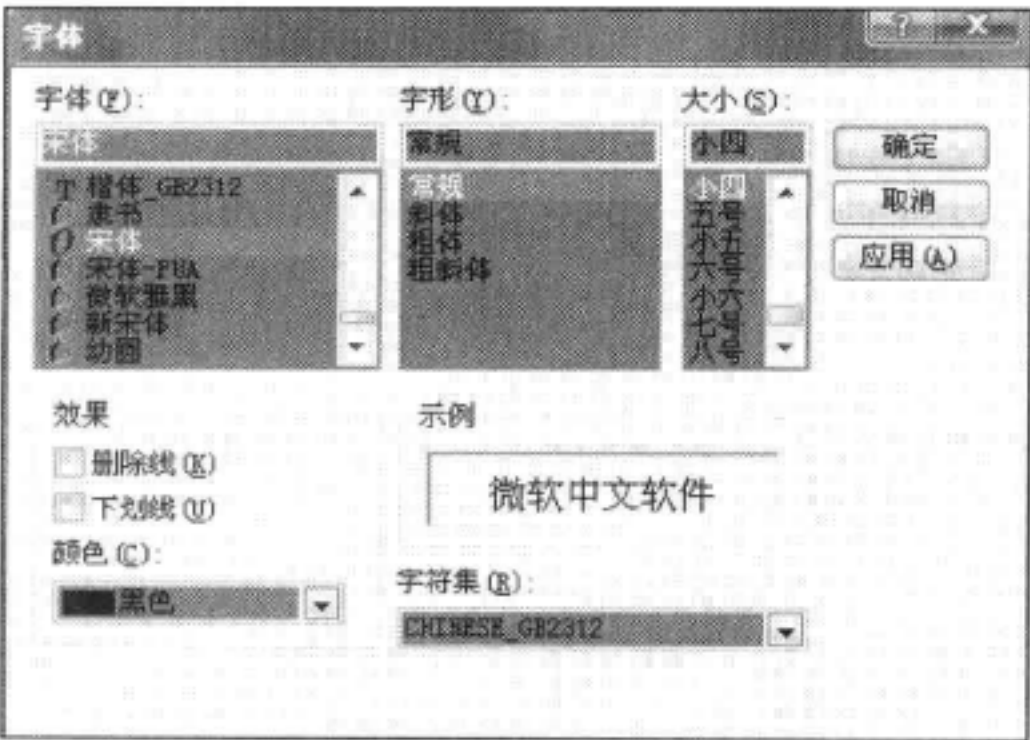 字体
字体(F): 字形(Y): 大小(S):
宋体 常规 小四 确定
楷体_GB2312 常规 小四
隶书 斜体 五号 取消
宋体 粗体 小五
宋体-PUA 粗斜体 六号 应用(A)
微软雅黑 小六
新宋体 七号
幼圆 八号
效果 示例
删除线(K)
下划线(U) 微软中文软件
颜色(C):
黑色 字符集(R):
CHINESE_GB2312